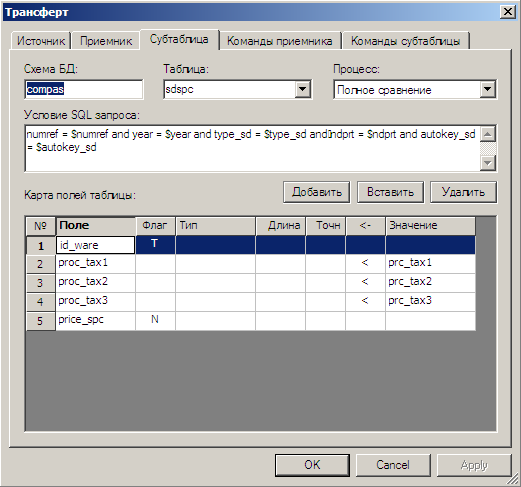 Трансферт
Источник Приемник Субтаблица Команды приемника Команды субтаблицы
Схема БД: Таблица: Процесс:
compas sdspc Полное сравнение
Условие SQL запроса:
numref = $numref and year = $year and type_sd = $type_sd and ndprt = $ndprt and autokey_sd
= $autokey_sd
Карта полей таблицы: Добавить Вставить Удалить
№ Поле Флаг Тип Длина Точн <- Значение
1 id_ware T
2 proc_tax1 < prc_tax1
3 proc_tax2 < prc_tax2
4 proc_tax3 < prc_tax3
5 price_spc N
OK Cancel Apply